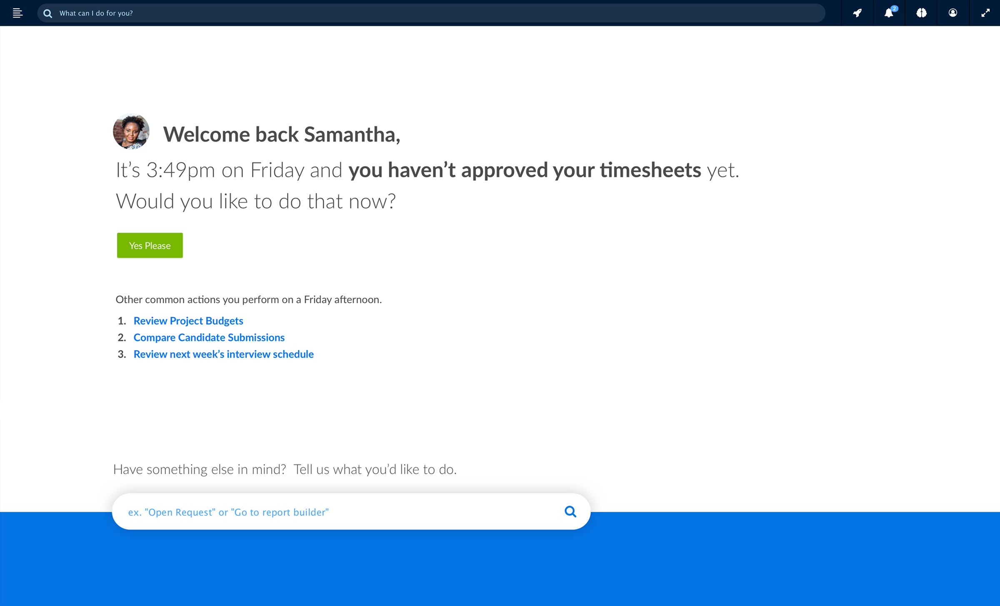 What can I do for you?
2
Welcome back Samantha,
It’s 3:49pm on Friday and you haven’t approved your timesheets yet.
Would you like to do that now?
Yes Please
Other common actions you perform on a Friday afternoon.
1. Review Project Budgets
2. Compare Candidate Submissions
3. Review next week’s interview schedule
Have something else in mind?  Tell us what you’d like to do.
ex. "Open Request" or "Go to report builder"